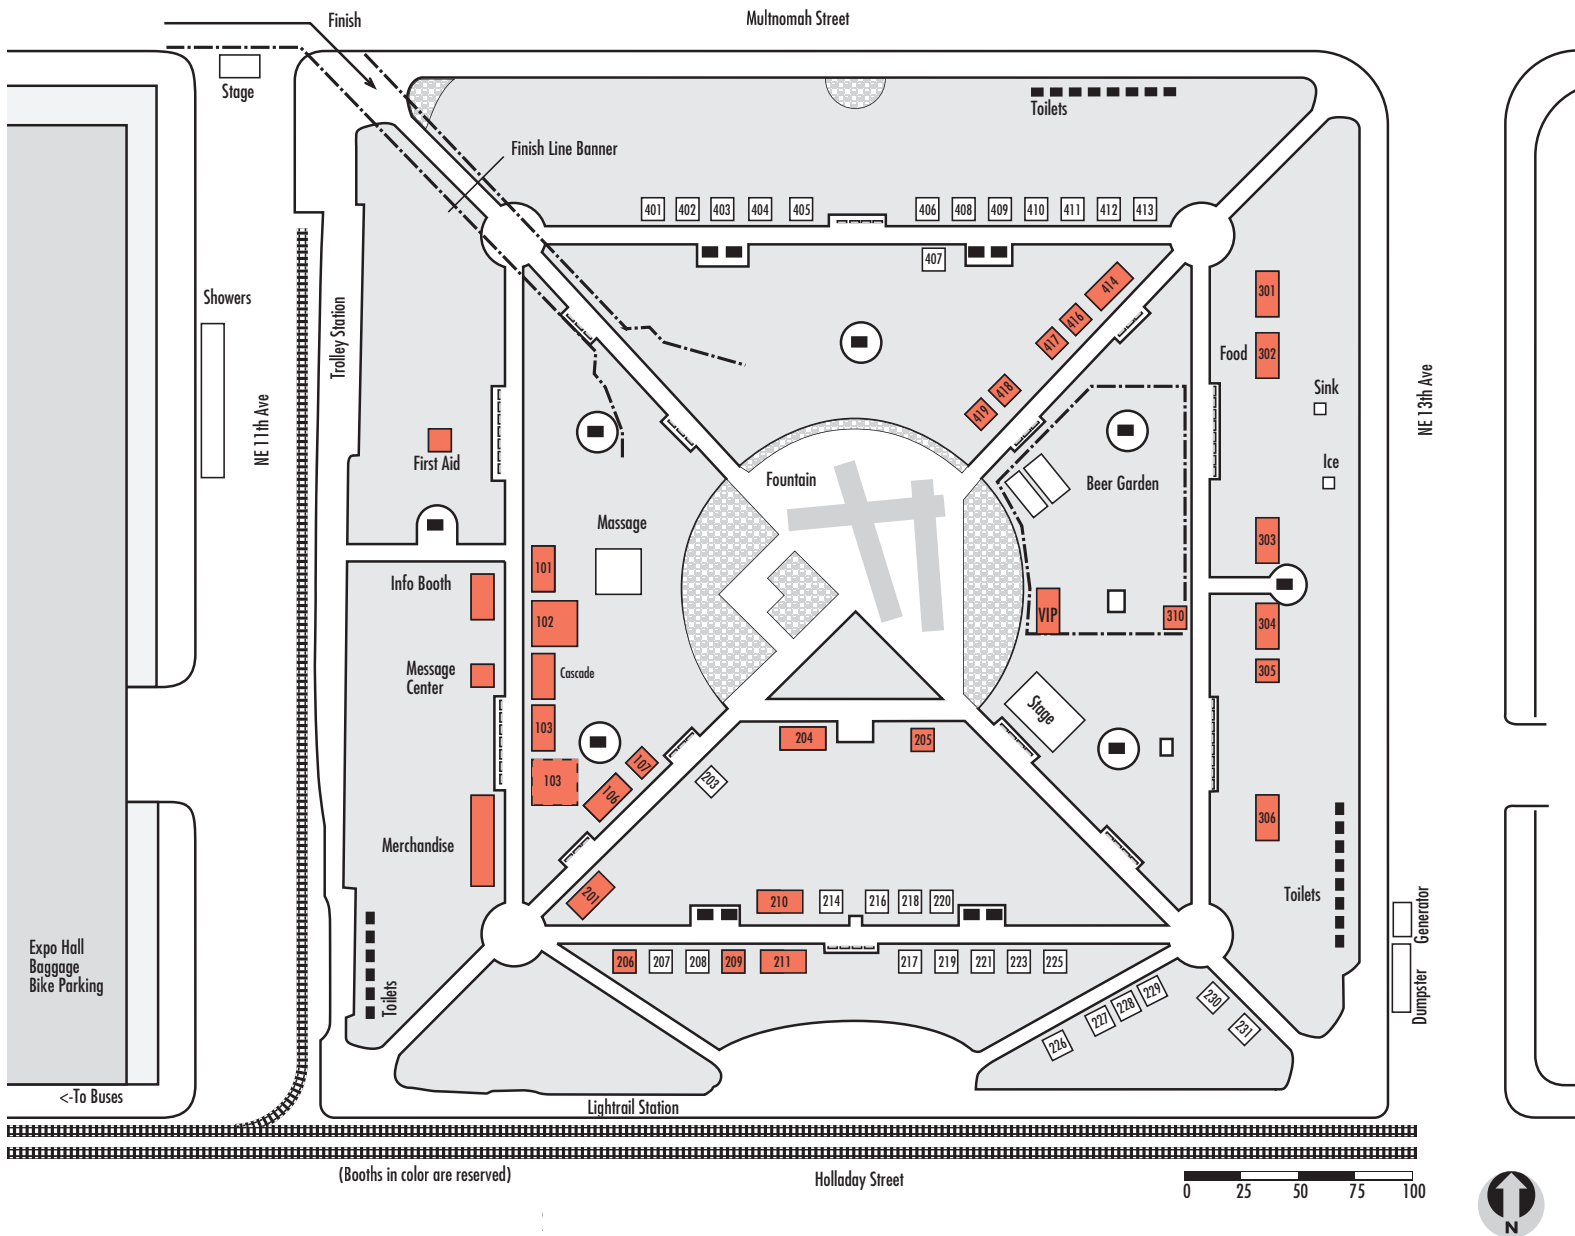 Finish
Multnomah Street
Stage
Toilets
Finish Line Banner
401
402
403
404
405
406
408
409
410
411
412
413
407
414
416
417
418
419
301
302
Food
Sink
Ice
NE 13th Ave
Showers
Trolley Station
NE 11th Ave
First Aid
Fountain
Beer Garden
Massage
303
101
Info Booth
102
VIP
310
304
305
Message
Center
Cascade
103
Stage
204
205
107
103
106
203
306
Merchandise
201
210
214
216
218
220
Toilets
Generator
Expo Hall
Baggage
Bike Parking
206
207
208
209
211
217
219
221
223
225
226
227
228
229
230
231
Toilets
Dumpster
<-To Buses
Lightrail Station
(Booths in color are reserved)
Holladay Street
0 25 50 75 100
N